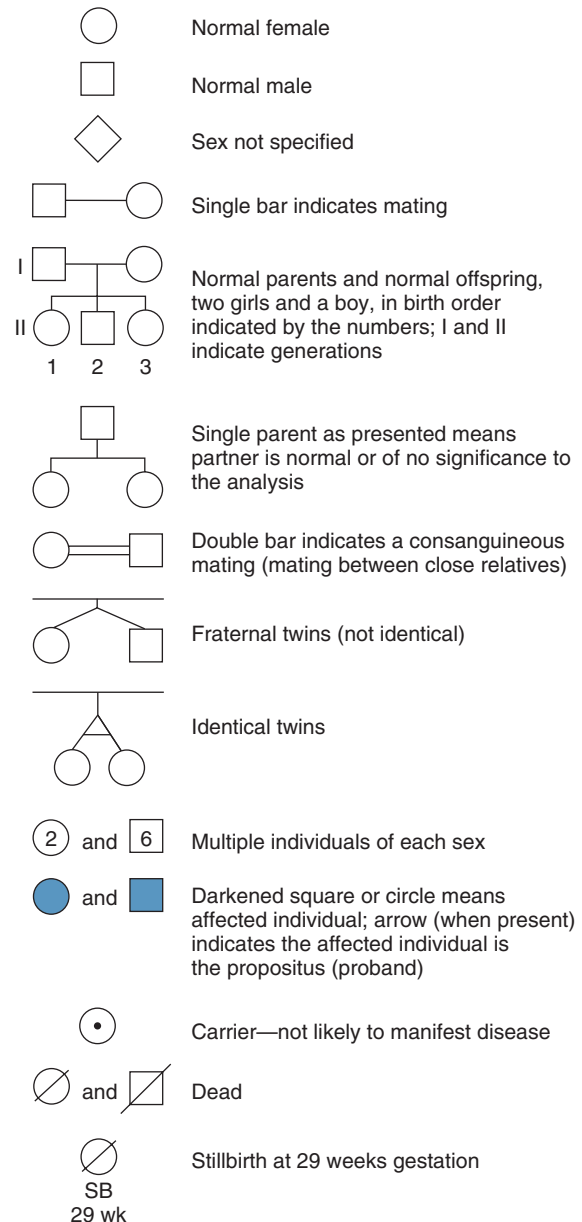 Normal female
Normal male
Sex not specified
Single bar indicates mating
I
II
1 2 3
Normal parents and normal offspring,
two girls and a boy, in birth order
indicated by the numbers; I and II
indicate generations
Single parent as presented means
partner is normal or of no significance to
the analysis
Double bar indicates a consanguineous
mating (mating between close relatives)
Fraternal twins (not identical)
Identical twins
2 and 6
Multiple individuals of each sex
and
Darkened square or circle means
affected individual; arrow (when present)
indicates the affected individual is
the propositus (proband)
Carrier—not likely to manifest disease
and
Dead
Stillbirth at 29 weeks gestation
SB
29 wk